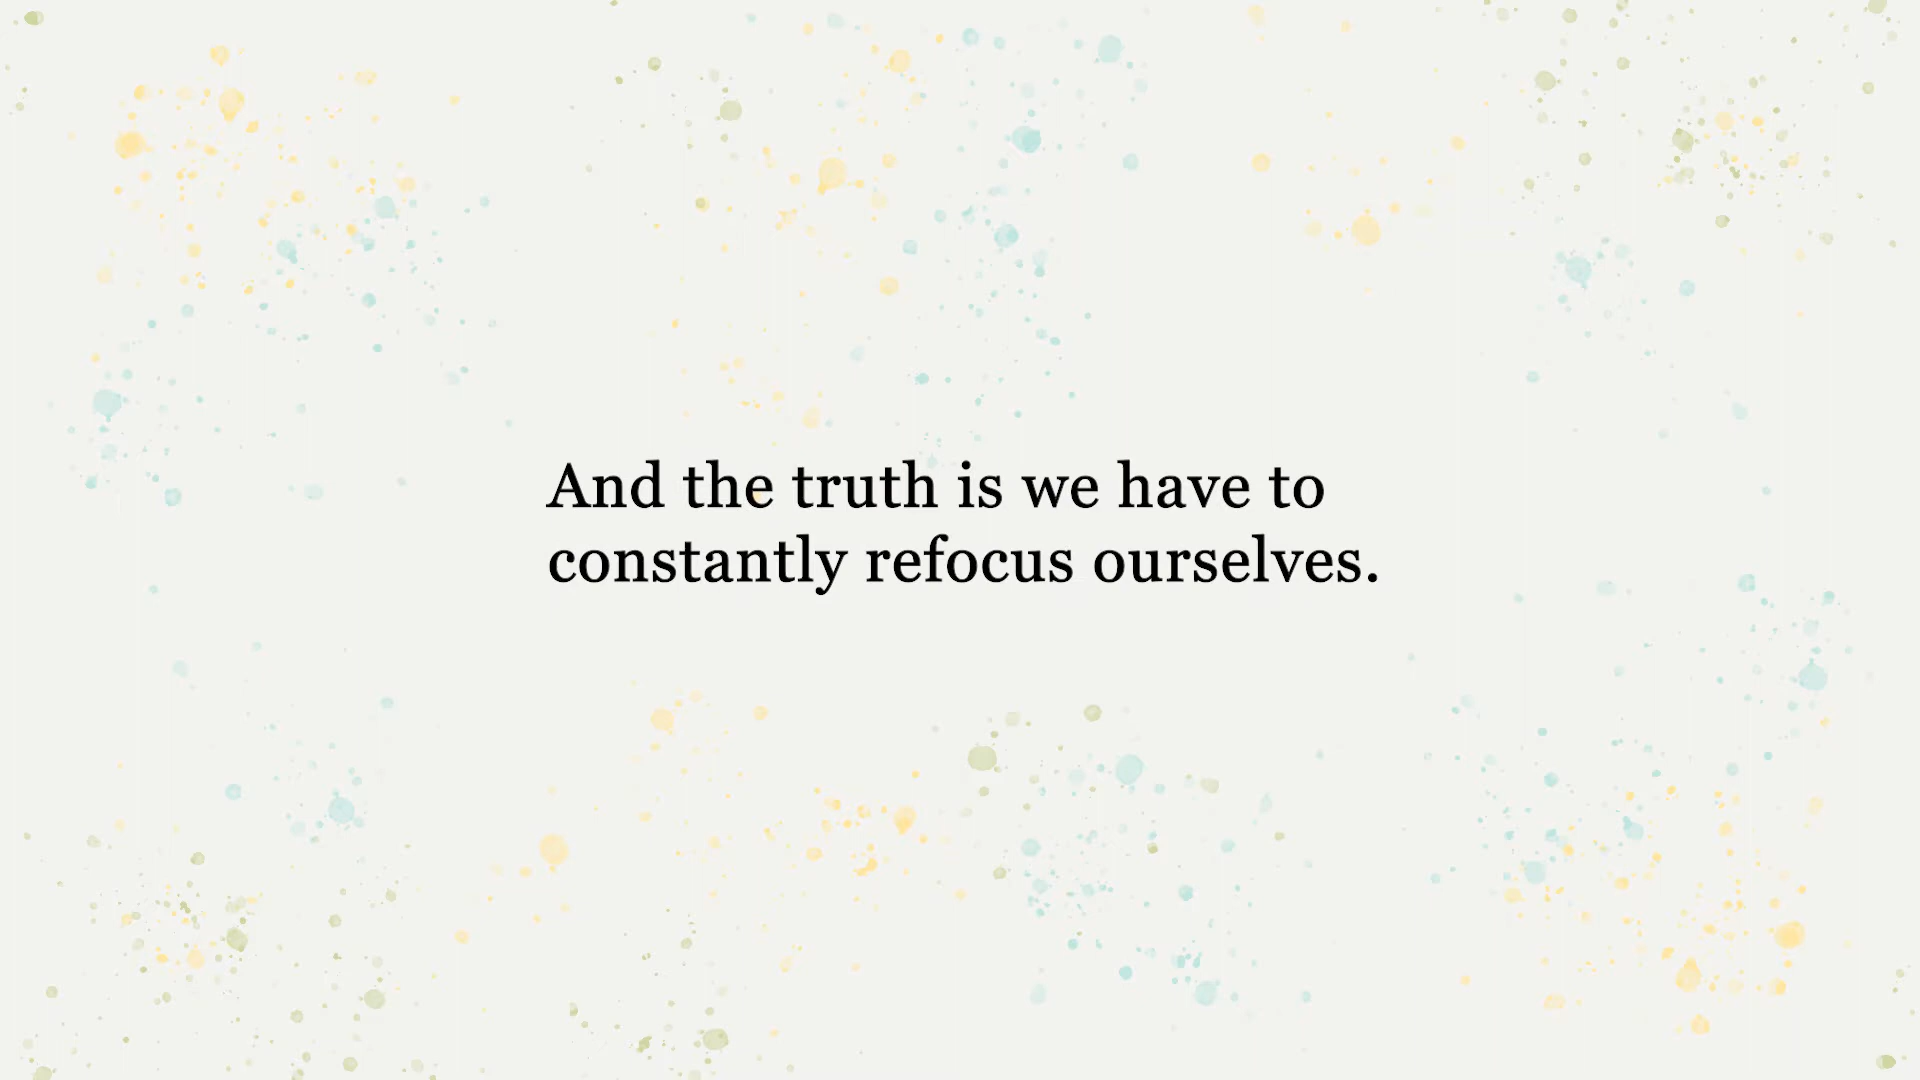 And the truth is we have to
constantly refocus ourselves.